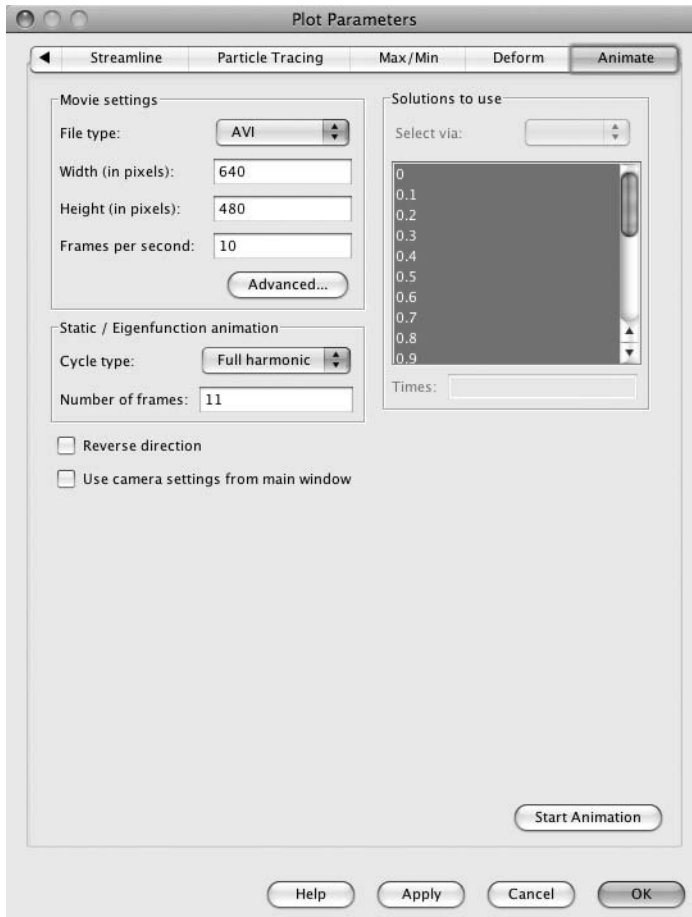 Plot Parameters
Streamline Particle Tracing Max/Min Deform Animate
Movie settings
File type: AVI
Width (in pixels): 640
Height (in pixels): 480
Frames per second: 10
Advanced...
Static / Eigenfunction animation
Cycle type: Full harmonic
Number of frames: 11
Reverse direction
Use camera settings from main window
Solutions to use
Select via:
0
0.1
0.2
0.3
0.4
0.5
0.6
0.7
0.8
0.9
Times:
Start Animation
Help Apply Cancel OK